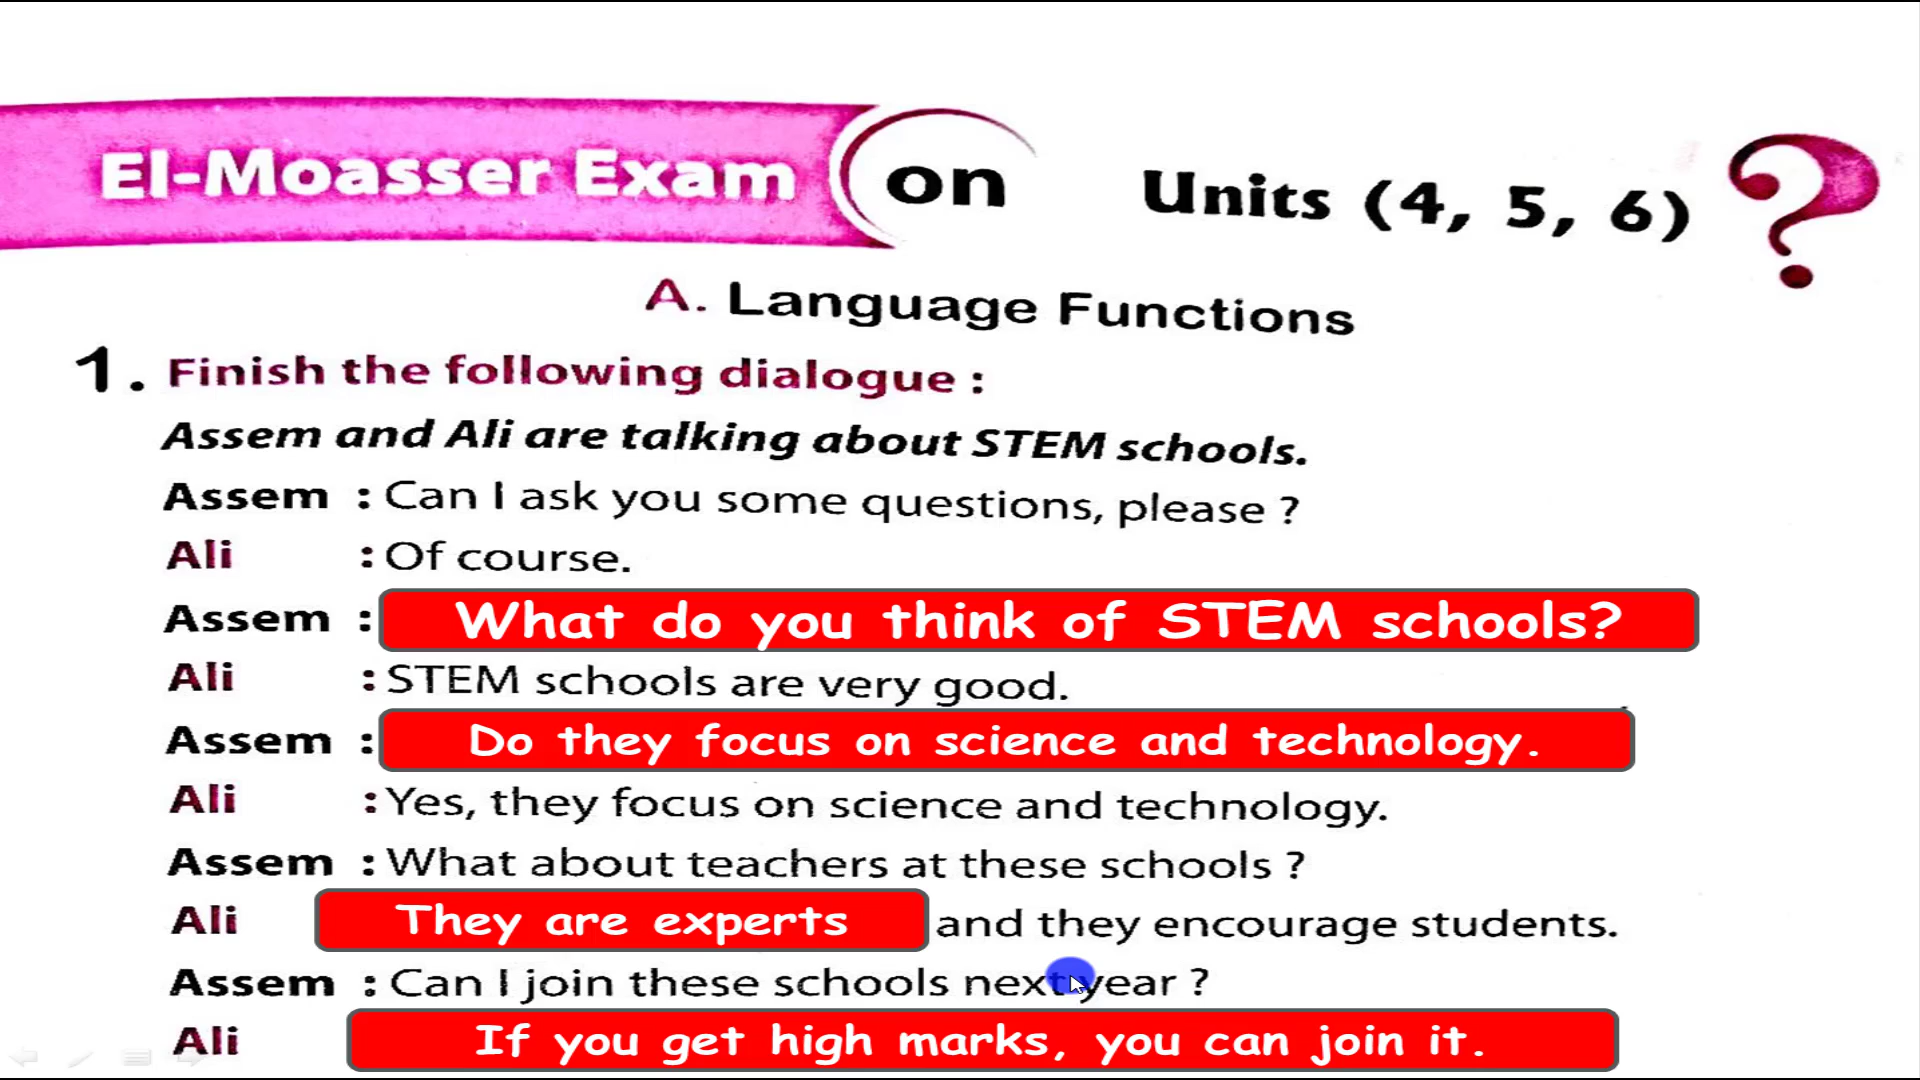 El-Moasser Exam on Units (4, 5, 6) ?
A. Language Functions
1. Finish the following dialogue :
Assem and Ali are talking about STEM schools.
Assem : Can I ask you some questions, please ?
Ali : Of course.
Assem : What do you think of STEM schools?
Ali : STEM schools are very good.
Assem : Do they focus on science and technology.
Ali : Yes, they focus on science and technology.
Assem : What about teachers at these schools ?
Ali They are experts and they encourage students.
Assem : Can I join these schools next year ?
Ali If you get high marks, you can join it.